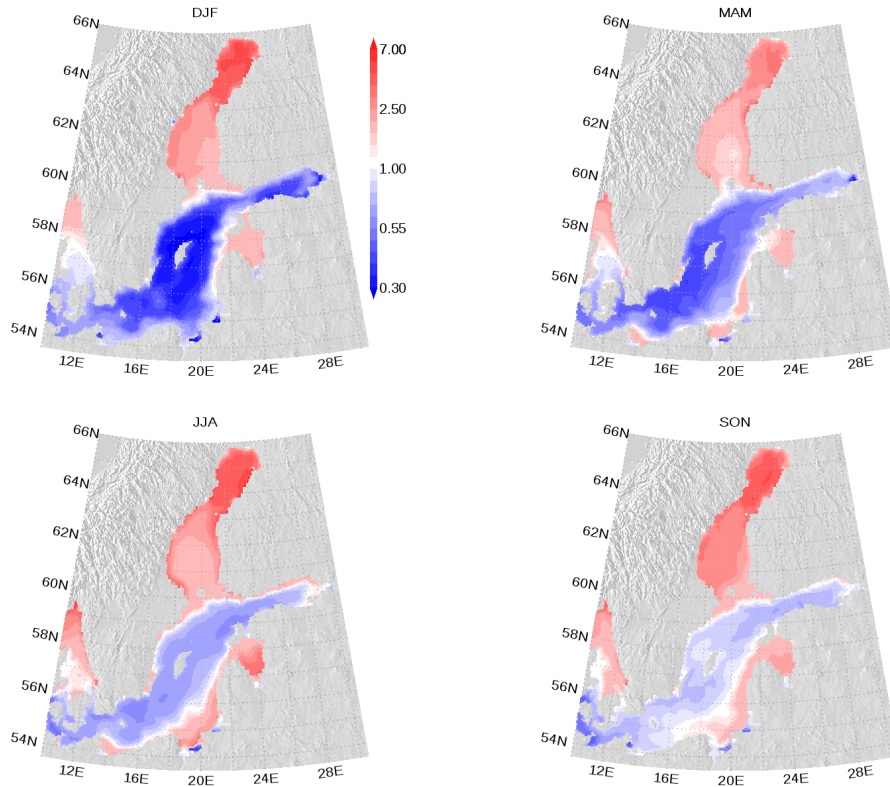 DJF
66N
64N
62N
60N
58N
56N
54N
12E
16E
20E
24E
28E
7.00
2.50
1.00
0.55
0.30
MAM
66N
64N
62N
60N
58N
56N
54N
12E
16E
20E
24E
28E
JJA
66N
64N
62N
60N
58N
56N
54N
12E
16E
20E
24E
28E
SON
66N
64N
62N
60N
58N
56N
54N
12E
16E
20E
24E
28E